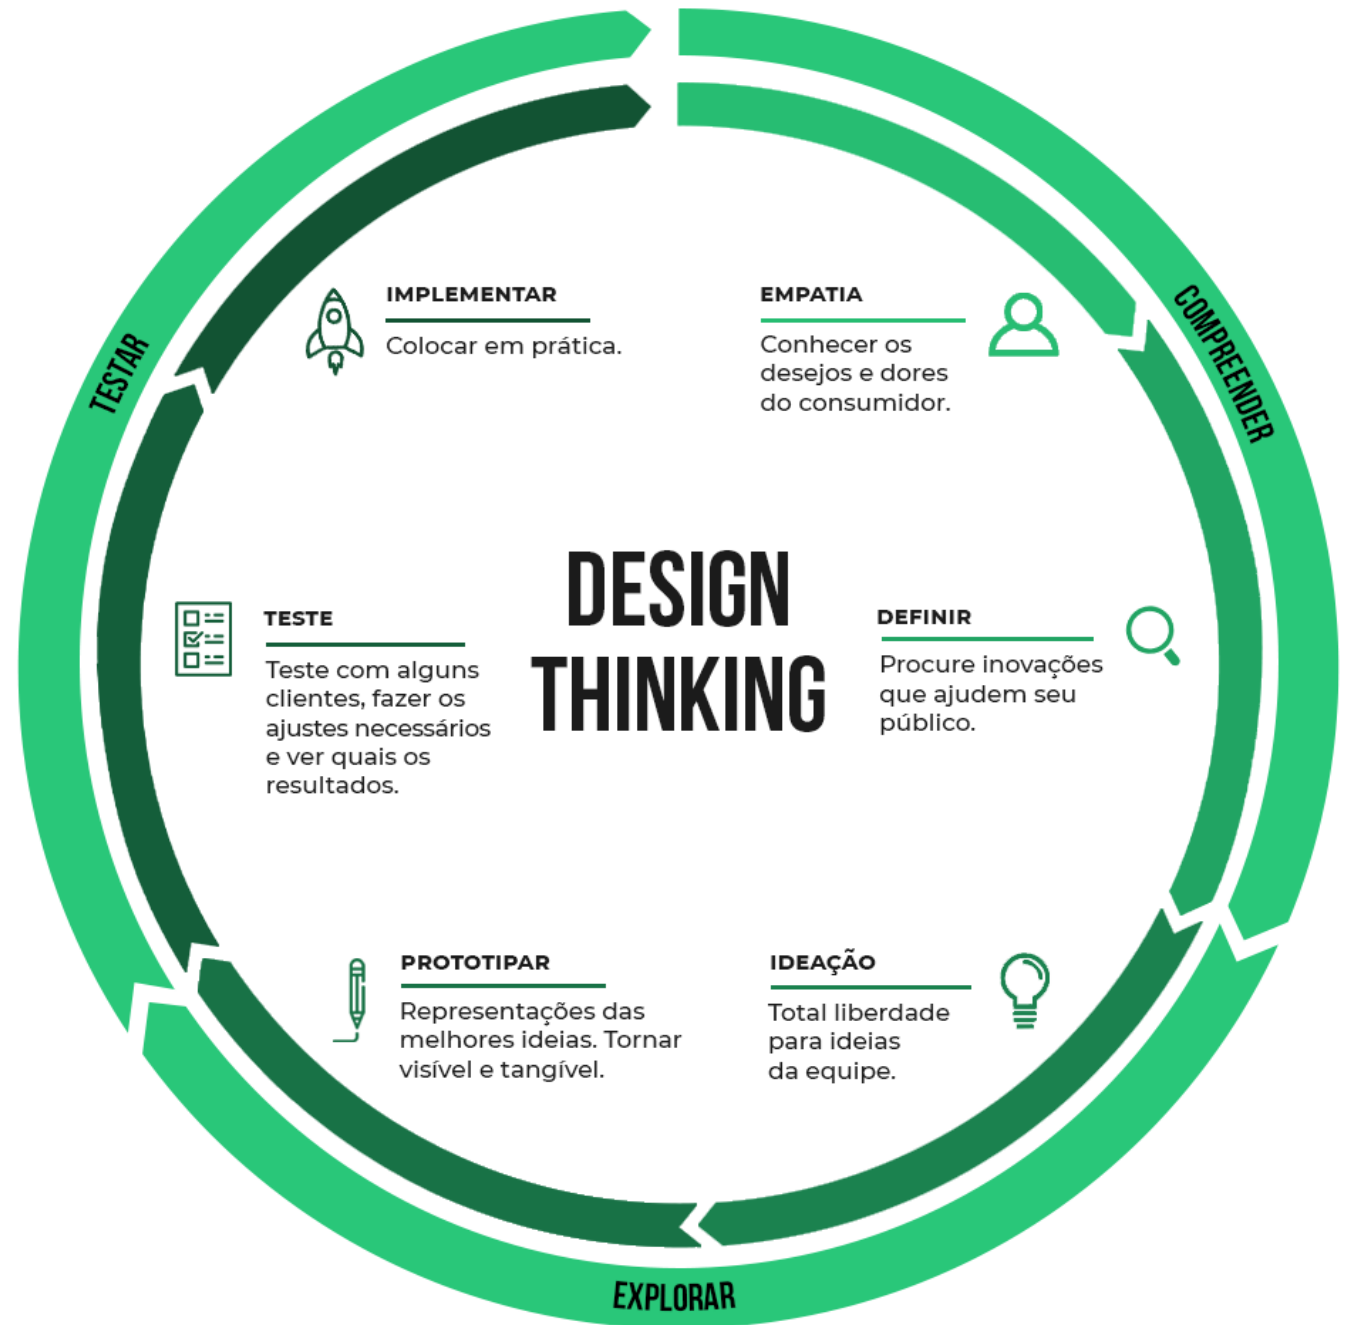 DESIGN
THINKING
COMPREENDER
EMPATIA
Conhecer os
desejos e dores
do consumidor.
DEFINIR
Procure inovações
que ajudem seu
público.
EXPLORAR
IDEAÇÃO
Total liberdade
para ideias
da equipe.
PROTOTIPAR
Representações das
melhores ideias. Tornar
visível e tangível.
TESTAR
TESTE
Teste com alguns
clientes, fazer os
ajustes necessários
e ver quais os
resultados.
IMPLEMENTAR
Colocar em prática.